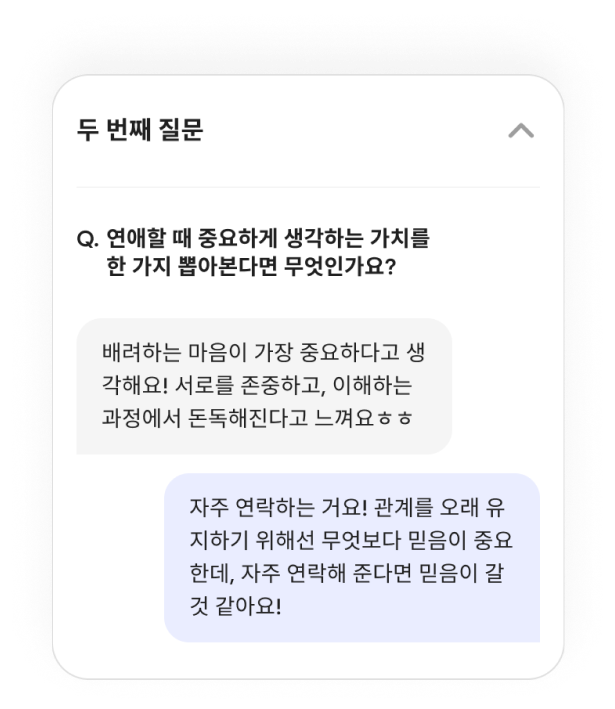 두 번째 질문
Q. 연애할 때 중요하게 생각하는 가치를
한 가지 뽑아본다면 무엇인가요?
배려하는 마음이 가장 중요하다고 생
각해요! 서로를 존중하고, 이해하는
과정에서 돈독해진다고 느껴요ㅎㅎ
자주 연락하는 거요! 관계를 오래 유
지하기 위해선 무엇보다 믿음이 중요
한데, 자주 연락해 준다면 믿음이 갈
것 같아요!